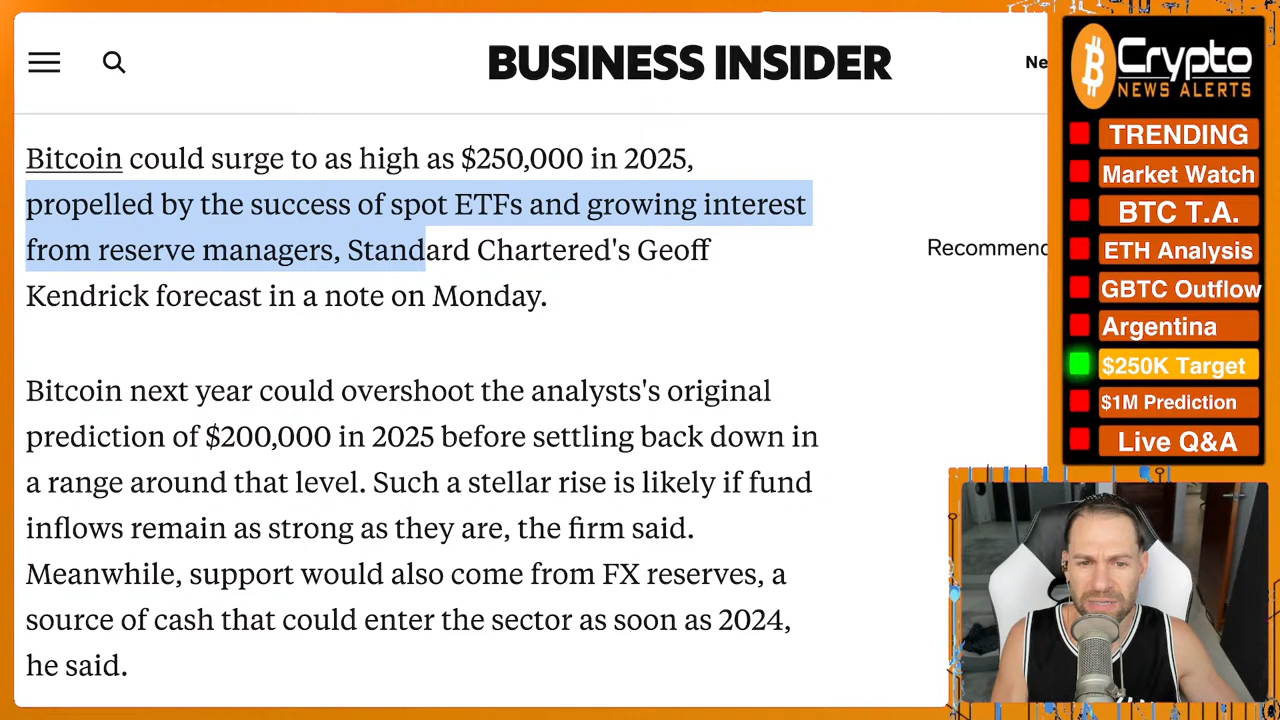 BUSINESS INSIDER
Ne
Bitcoin could surge to as high as $250,000 in 2025,
propelled by the success of spot ETFs and growing interest
from reserve managers, Standard Chartered's Geoff
Kendrick forecast in a note on Monday.
Bitcoin next year could overshoot the analysts's original
prediction of $200,000 in 2025 before settling back down in
a range around that level. Such a stellar rise is likely if fund
inflows remain as strong as they are, the firm said.
Meanwhile, support would also come from FX reserves, a
source of cash that could enter the sector as soon as 2024,
he said.
Recommend
Crypto
NEWS ALERTS
TRENDING
Market Watch
BTC T.A.
ETH Analysis
GBTC Outflow
Argentina
$250K Target
$1M Prediction
Live Q&A